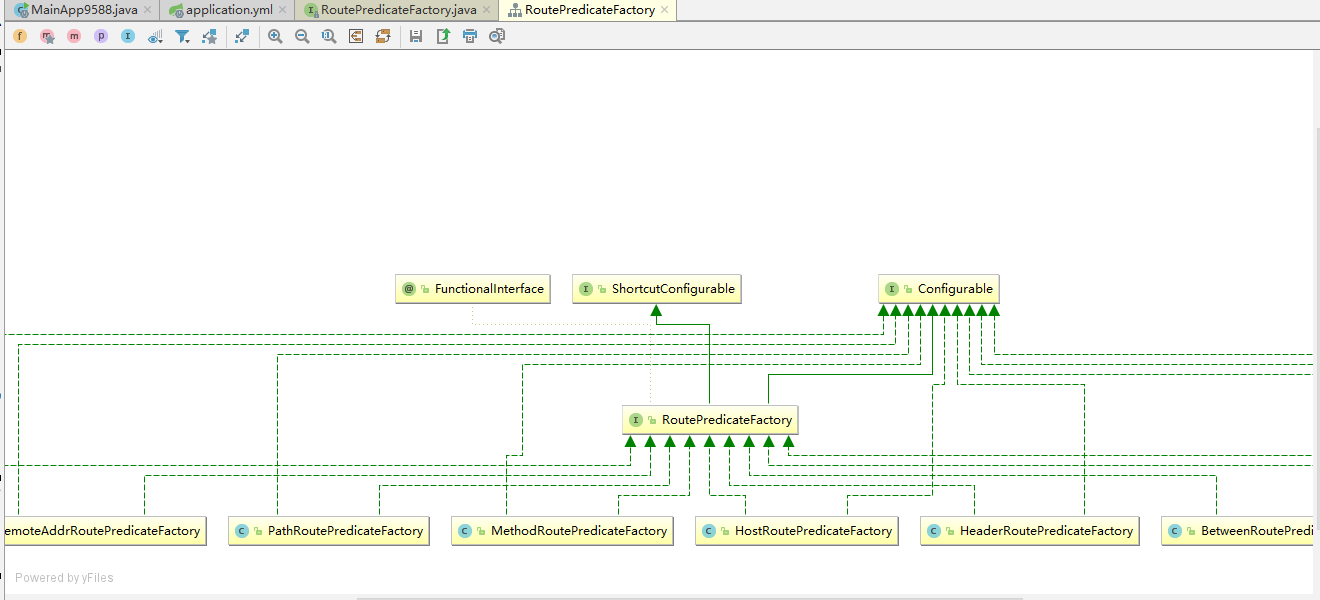 MainApp9588.java application.yml RoutePredicateFactory.java RoutePredicateFactory
FunctionalInterface ShortcutConfigurable Configurable
RoutePredicateFactory
emoteAddrRoutePredicateFactory PathRoutePredicateFactory MethodRoutePredicateFactory HostRoutePredicateFactory HeaderRoutePredicateFactory BetweenRoutePredi
Powered by yFiles